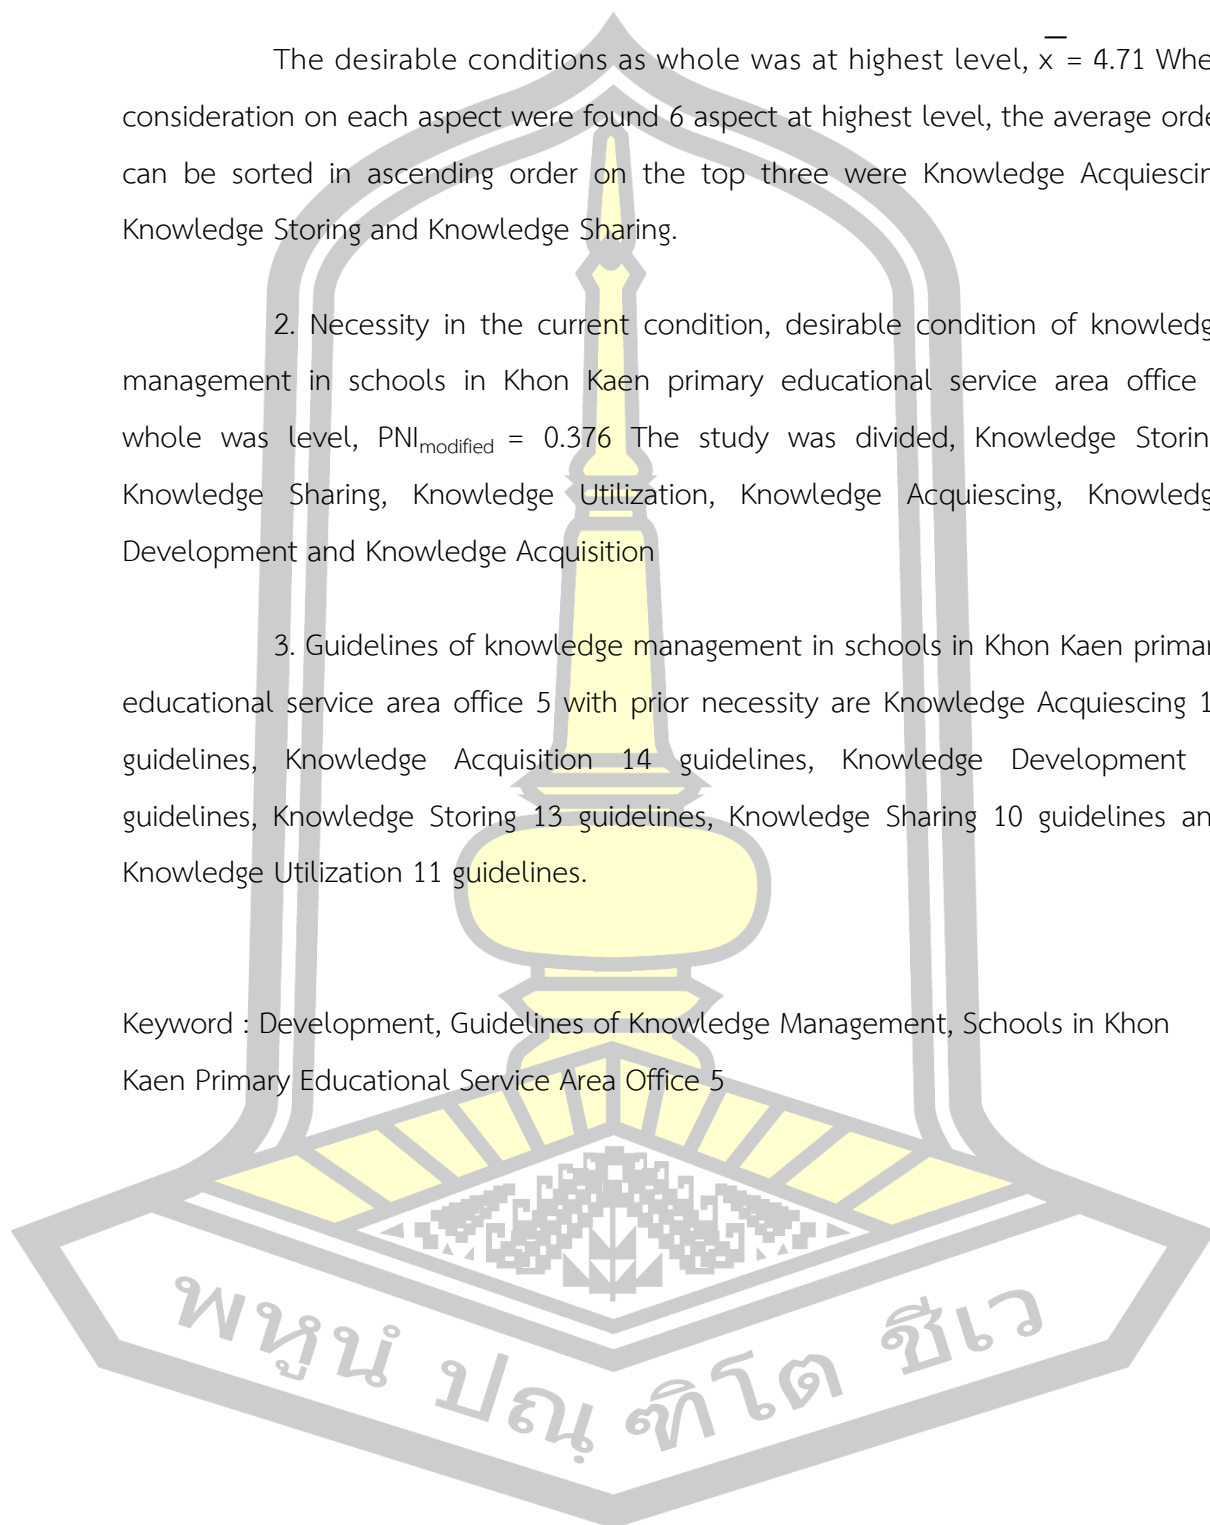 The desirable conditions as whole was at highest level, x̄ = 4.71 Whe
consideration on each aspect were found 6 aspect at highest level, the average orde
can be sorted in ascending order on the top three were Knowledge Acquiescin
Knowledge Storing and Knowledge Sharing.
2. Necessity in the current condition, desirable condition of knowledg
management in schools in Khon Kaen primary educational service area office
whole was level, PNImodified = 0.376 The study was divided, Knowledge Storin
Knowledge Sharing, Knowledge Utilization, Knowledge Acquiescing, Knowledg
Development and Knowledge Acquisition
3. Guidelines of knowledge management in schools in Khon Kaen primar
educational service area office 5 with prior necessity are Knowledge Acquiescing 1
guidelines, Knowledge Acquisition 14 guidelines, Knowledge Development
guidelines, Knowledge Storing 13 guidelines, Knowledge Sharing 10 guidelines an
Knowledge Utilization 11 guidelines.
Keyword : Development, Guidelines of Knowledge Management, Schools in Khon
Kaen Primary Educational Service Area Office 5
พหูนํ ปณฺฑิโต ชีเว